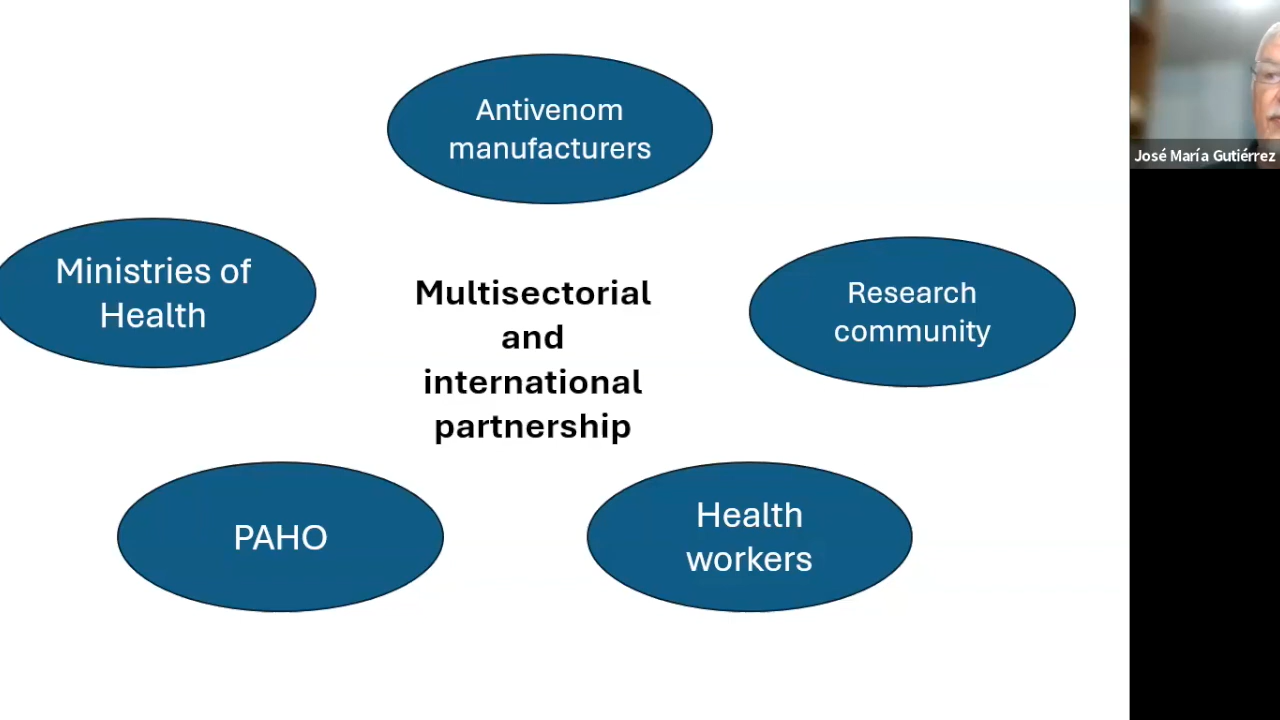 Antivenom
manufacturers
Ministries of
Health
Multisectorial
and
international
partnership
Research
community
PAHO
Health
workers
José María Gutiérrez